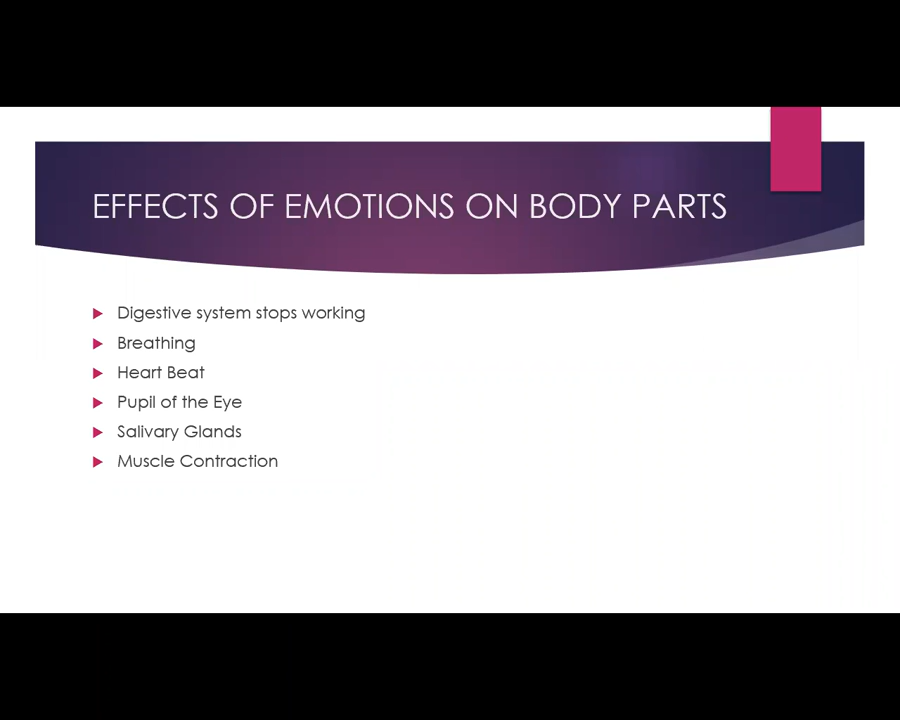 EFFECTS OF EMOTIONS ON BODY PARTS
Digestive system stops working
Breathing
Heart Beat
Pupil of the Eye
Salivary Glands
Muscle Contraction